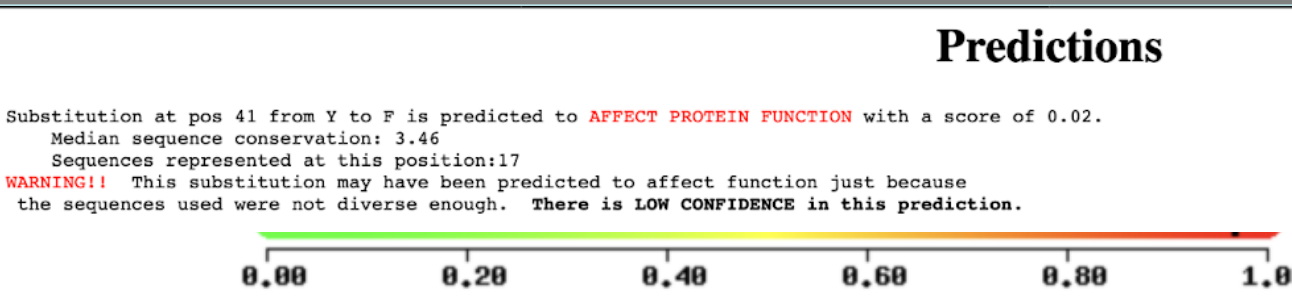 Predictions
Substitution at pos 41 from Y to F is predicted to AFFECT PROTEIN FUNCTION with a score of 0.02.
Median sequence conservation: 3.46
Sequences represented at this position:17
WARNING!! This substitution may have been predicted to affect function just because
the sequences used were not diverse enough. There is LOW CONFIDENCE in this prediction.
0.00 0.20 0.40 0.60 0.80 1.0